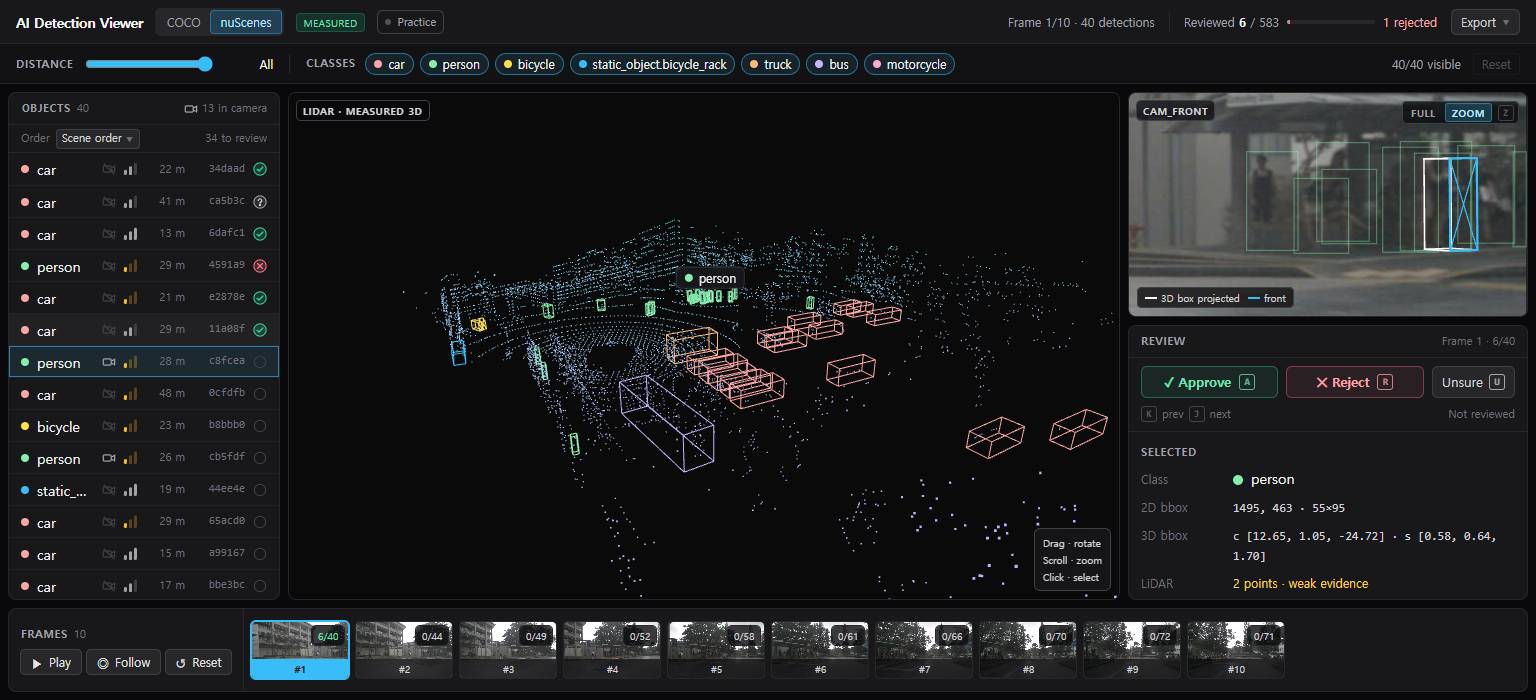 AI Detection Viewer COCO nuScenes MEASURED Practice Frame 1/10 · 40 detections Reviewed 6 / 583 1 rejected Export
DISTANCE All CLASSES car person bicycle static_object.bicycle_rack truck bus motorcycle 40/40 visible Reset
OBJECTS 40 13 in camera
Order Scene order 34 to review
car 22 m 34daad
car 41 m ca5b3c ?
car 13 m 6dafc1
person 29 m 4591a9
car 21 m e2878e
car 29 m 11a08f
person 28 m c8fcea
car 48 m 0cfdfb
bicycle 23 m b8bbb0
person 26 m cb5fdf
static_... 19 m 44ee4e
car 29 m 65acd0
car 15 m a99167
car 17 m bbe3bc
LIDAR · MEASURED 3D
person
Drag · rotate
Scroll · zoom
Click · select
CAM_FRONT FULL ZOOM Z
3D box projected front
REVIEW Frame 1 · 6/40
Approve A Reject R Unsure U
K prev J next Not reviewed
SELECTED
Class person
2D bbox 1495, 463 · 55×95
3D bbox c [12.65, 1.05, -24.72] · s [0.58, 0.64,
1.70]
LiDAR 2 points · weak evidence
FRAMES 10
Play Follow Reset
6/40 0/44 0/49 0/52 0/58 0/61 0/66 0/70 0/72 0/71
#1 #2 #3 #4 #5 #6 #7 #8 #9 #10